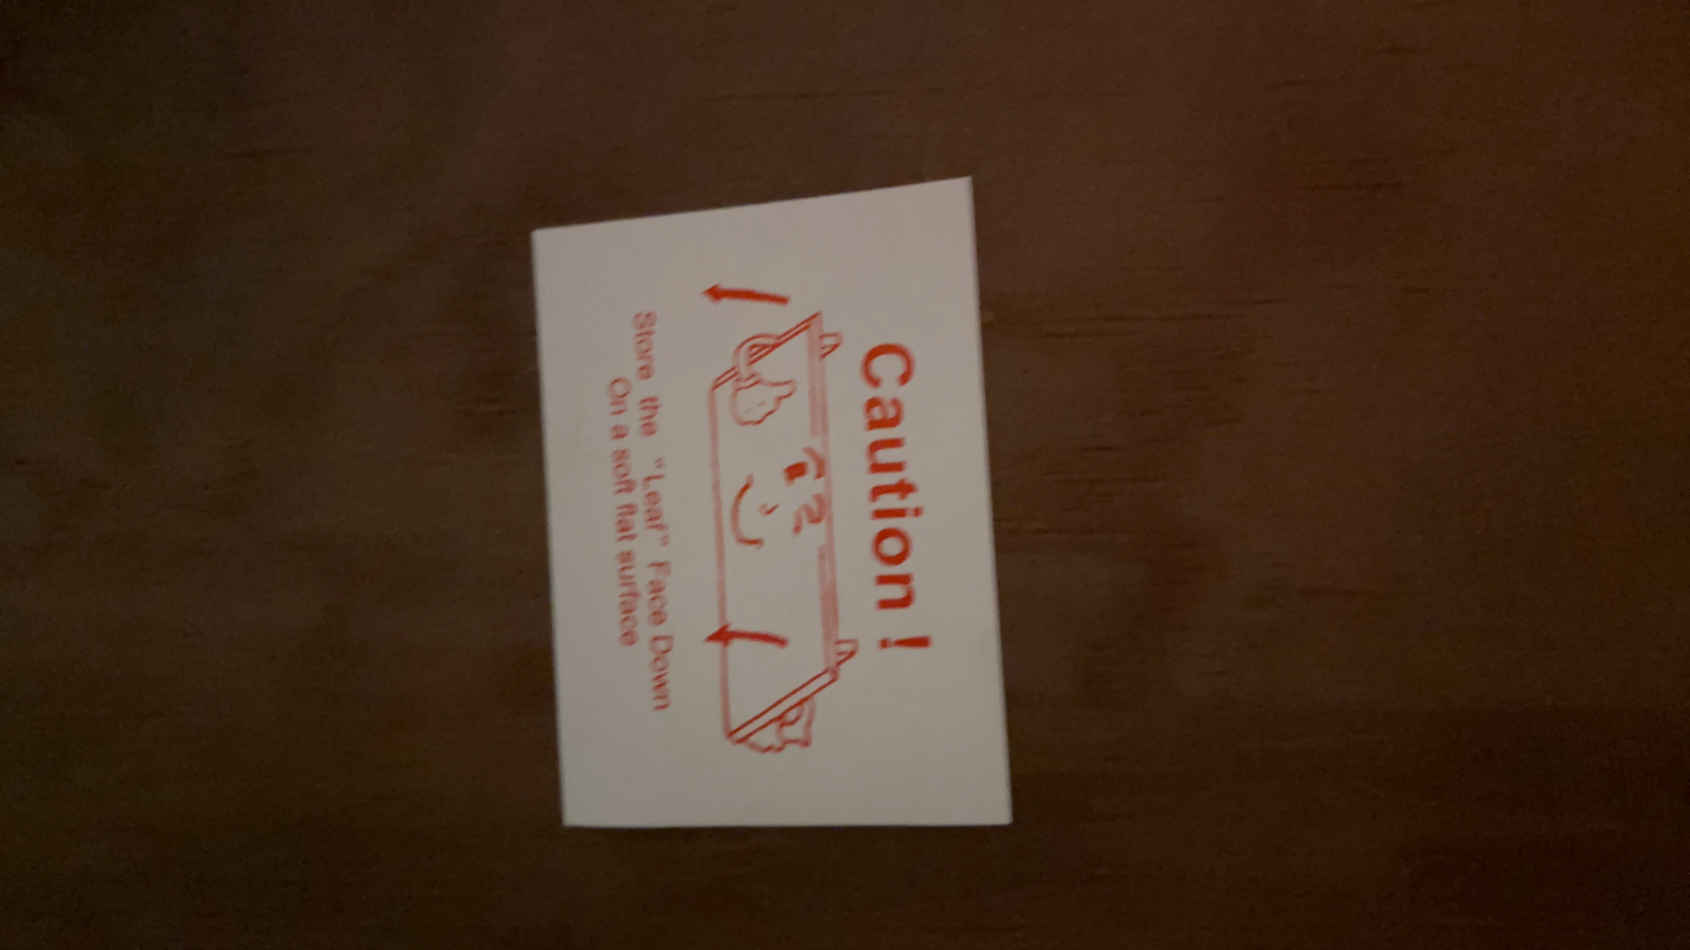 Caution !
Store the “Leaf” Face Down
On a soft flat surface